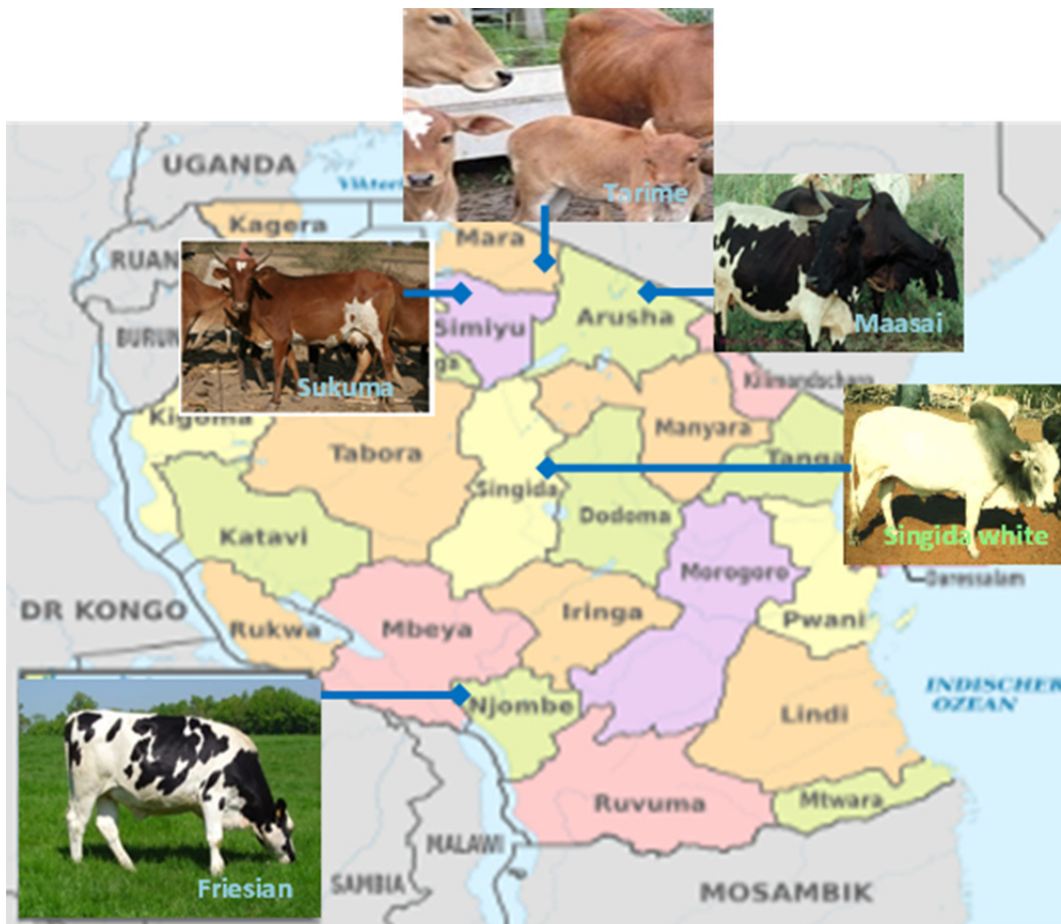 UGANDA
Tarime
Kagera
Mara
RUAN
Maasai
Simiyu
Arusha
BURUN
ga
Sukuma
Kilimandscharo
Kigoma
Manyara
Tabora
Tanga
Singida
Dodoma
Singida white
Katavi
Morogoro
Daressalam
DR KONGO
Iringa
Rukwa
Mbeya
Pwani
INDISCHER
OZEAN
Njombe
Lindi
Ruvuma
Mtwara
MALAWI
Friesian
SAMBIA
MOSAMBIK